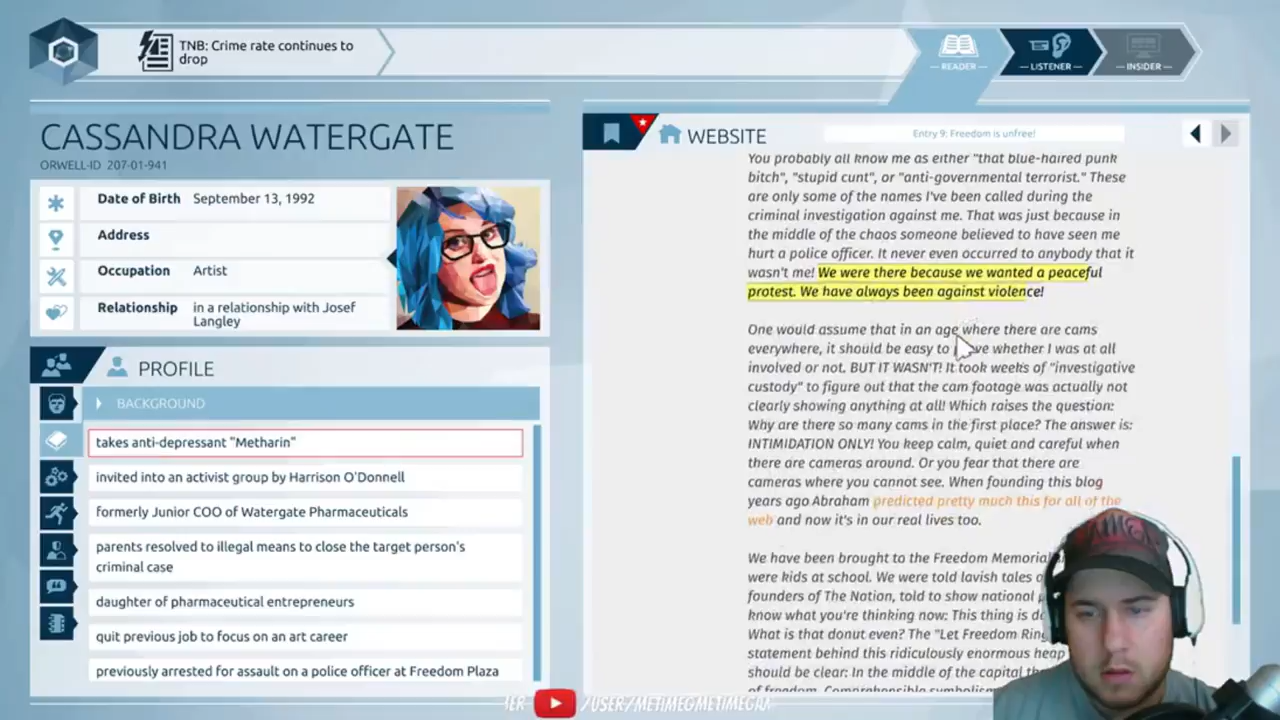 TNB: Crime rate continues to
drop
— READER —
— LISTENER —
— INSIDER —
CASSANDRA WATERGATE
ORWELL-ID 207-01-941
Date of Birth September 13, 1992
Address
Occupation Artist
Relationship in a relationship with Josef
Langley
PROFILE
BACKGROUND
takes anti-depressant "Metharin"
invited into an activist group by Harrison O'Donnell
formerly Junior COO of Watergate Pharmaceuticals
parents resolved to illegal means to close the target person's
criminal case
daughter of pharmaceutical entrepreneurs
quit previous job to focus on an art career
previously arrested for assault on a police officer at Freedom Plaza
WEBSITE
Entry 9: Freedom is unfree!
You probably all know me as either "that blue-haired punk
bitch", "stupid cunt", or "anti-governmental terrorist." These
are only some of the names I've been called during the
criminal investigation against me. That was just because in
the middle of the chaos someone believed to have seen me
hurt a police officer. It never even occurred to anybody that it
wasn't me! We were there because we wanted a peaceful
protest. We have always been against violence!
One would assume that in an age where there are cams
everywhere, it should be easy to whether I was at all
involved or not. BUT IT WASN'T! It took weeks of "investigative
custody" to figure out that the cam footage was actually not
clearly showing anything at all! Which raises the question:
Why are there so many cams in the first place? The answer is:
INTIMIDATION ONLY! You keep calm, quiet and careful when
there are cameras around. Or you fear that there are
cameras where you cannot see. When founding this blog
years ago Abraham predicted pretty much this for all of the
web and now it's in our real lives too.
We have been brought to the Freedom Memorial
were kids at school. We were told lavish tales
founders of The Nation, told to show national
know what you're thinking now: This thing is
What is that donut even? The "Let Freedom Ring
statement behind this ridiculously enormous heap
should be clear: In the middle of the capital
of freedom. Comprehensible
/USER/METIMEGMETIMEGAA